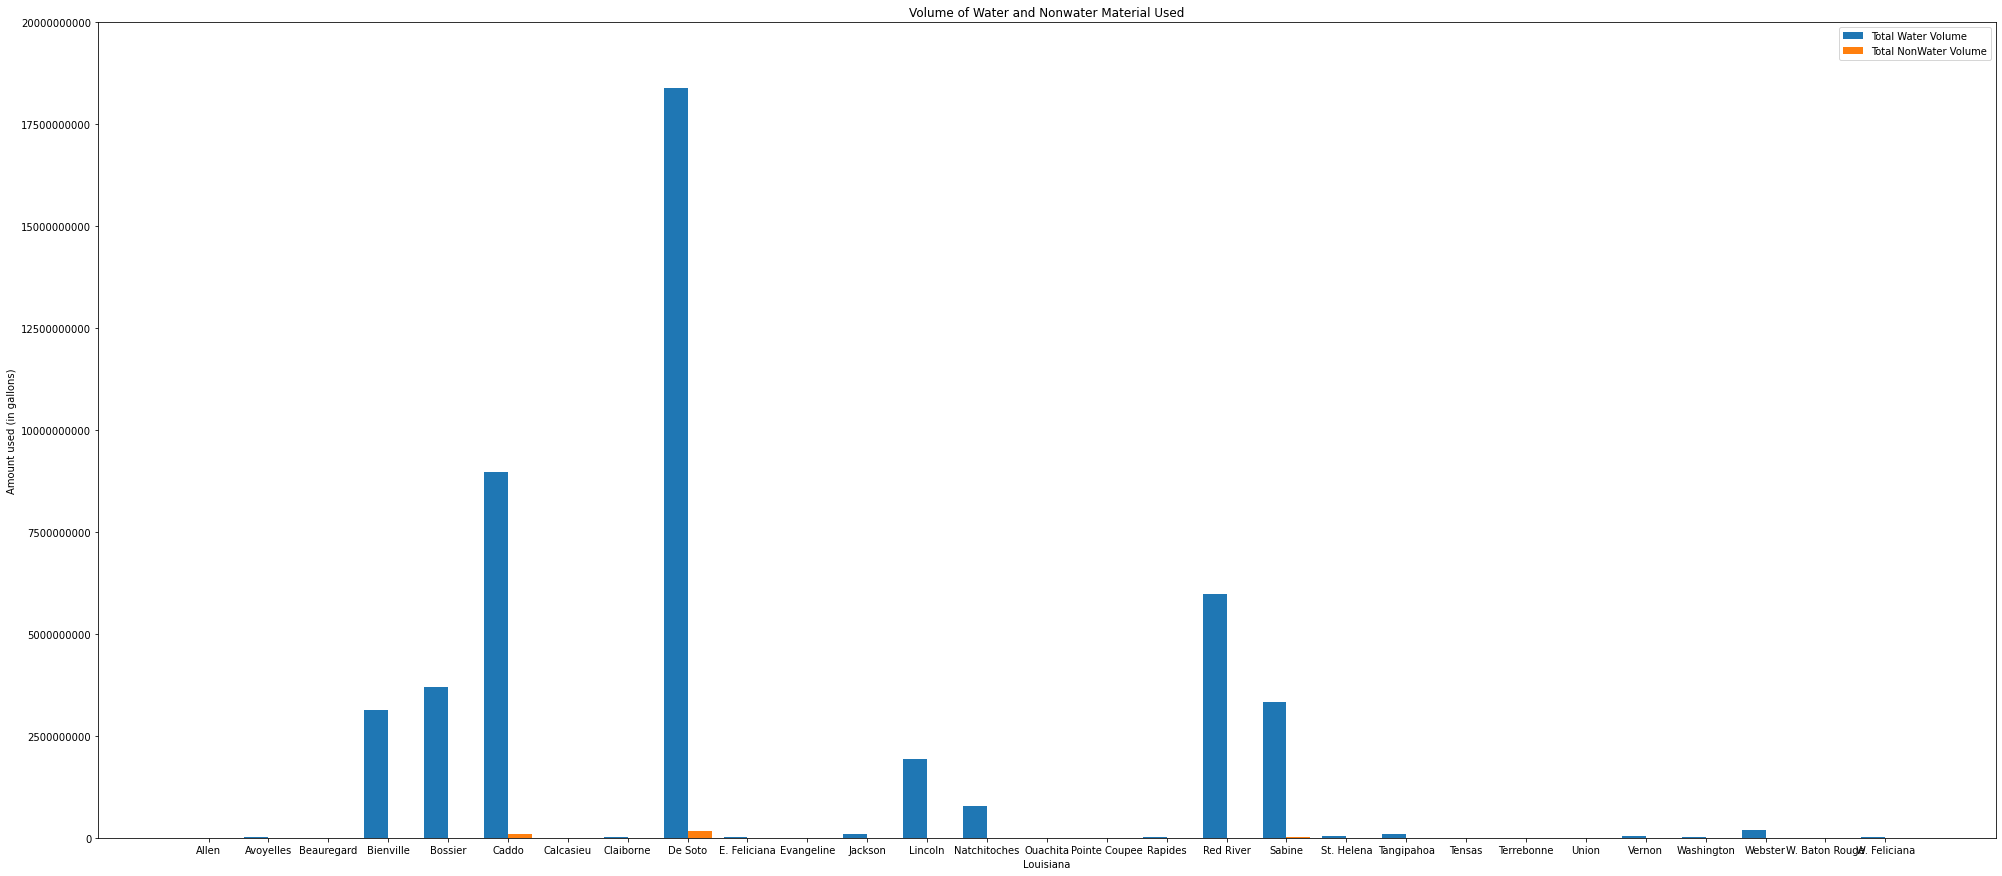 Volume of Water and Nonwater Material Used
Total Water Volume
Total NonWater Volume
20000000000
17500000000
15000000000
12500000000
10000000000
7500000000
5000000000
2500000000
0
Amount used (in gallons)
Allen Avoyelles Beauregard Bienville Bossier Caddo Calcasieu Claiborne De Soto E. Feliciana Evangeline Jackson Lincoln Natchitoches Ouachita Pointe Coupee Rapides Red River Sabine St. Helena Tangipahoa Tensas Terrebonne Union Vernon Washington Webster W. Baton Rouge W. Feliciana
Louisiana